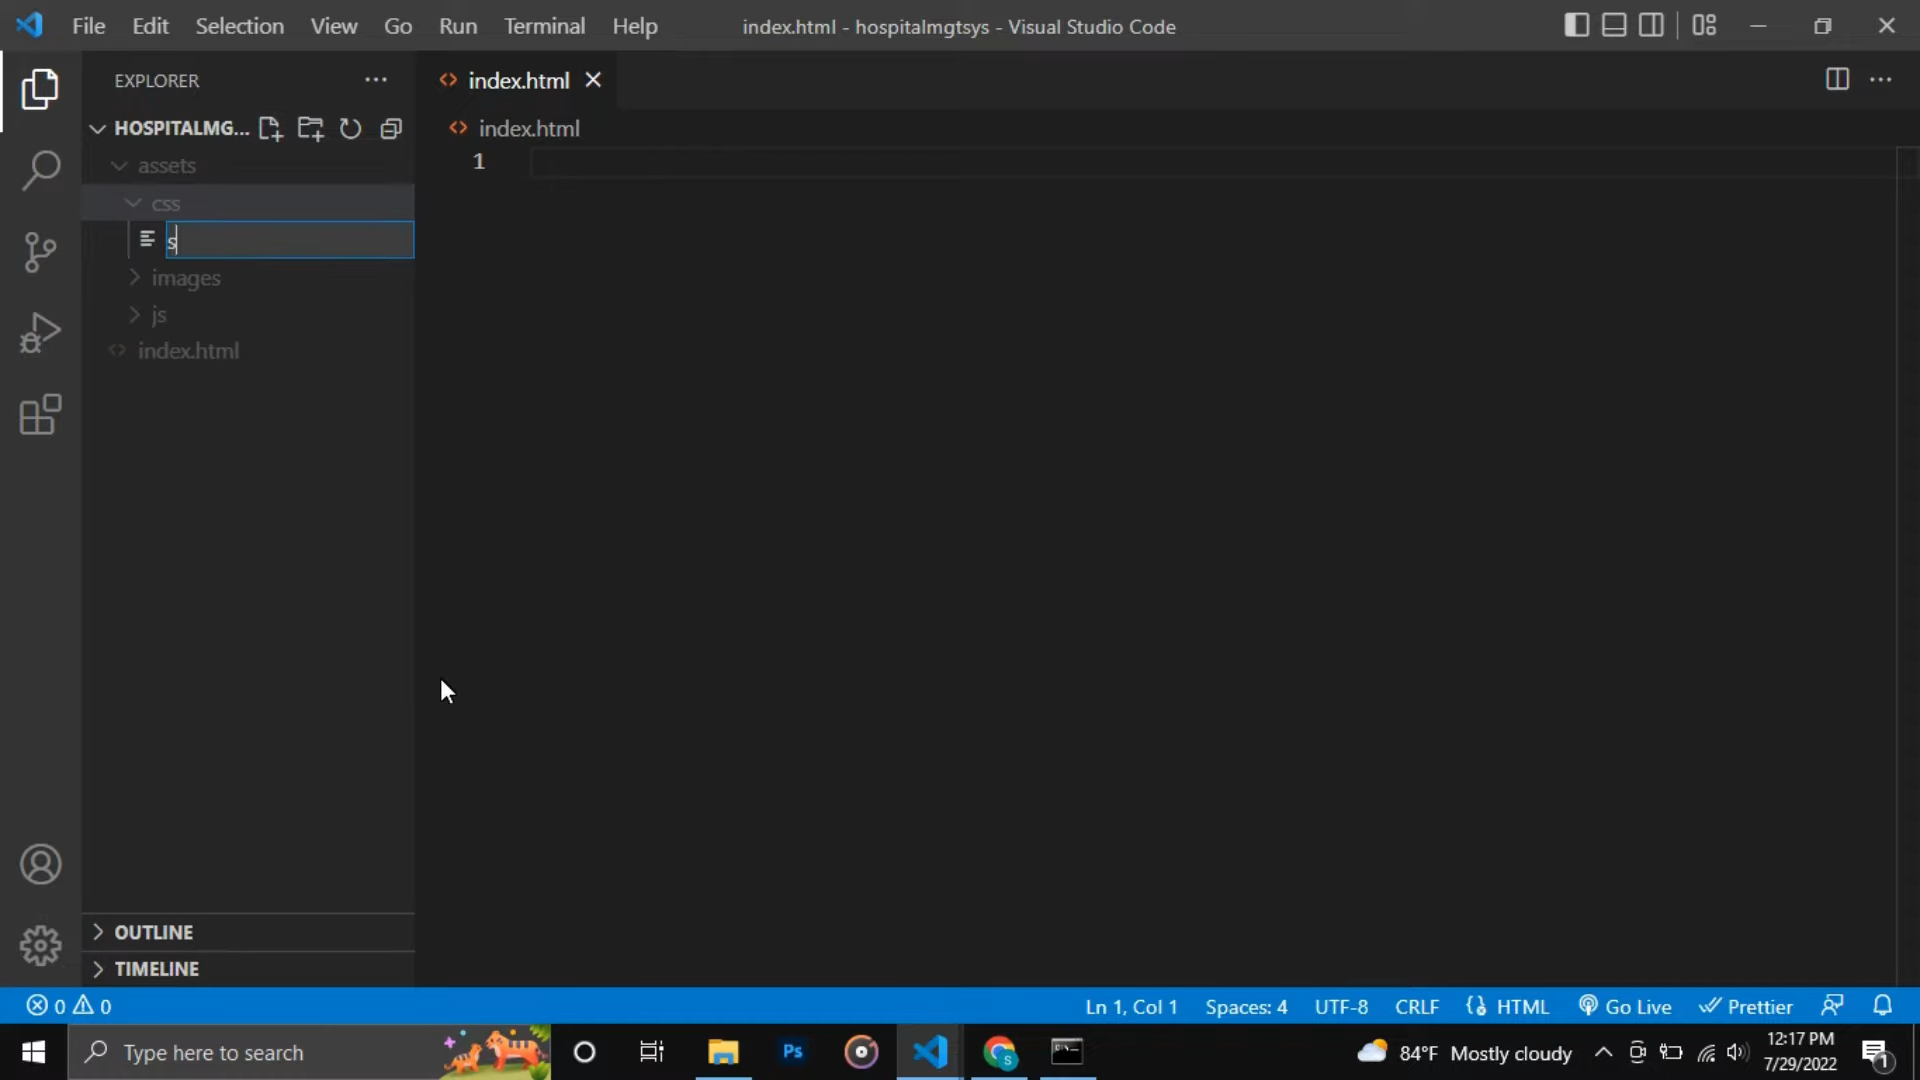 File Edit Selection View Go Run Terminal Help
index.html - hospitalmgtsys - Visual Studio Code
EXPLORER
index.html
HOSPITALMG...
index.html
assets
1
css
s
images
js
index.html
OUTLINE
TIMELINE
0 0
Ln 1, Col 1 Spaces: 4 UTF-8 CRLF HTML Go Live Prettier
Type here to search
Ps
S
84°F Mostly cloudy
12:17 PM
7/29/2022
1